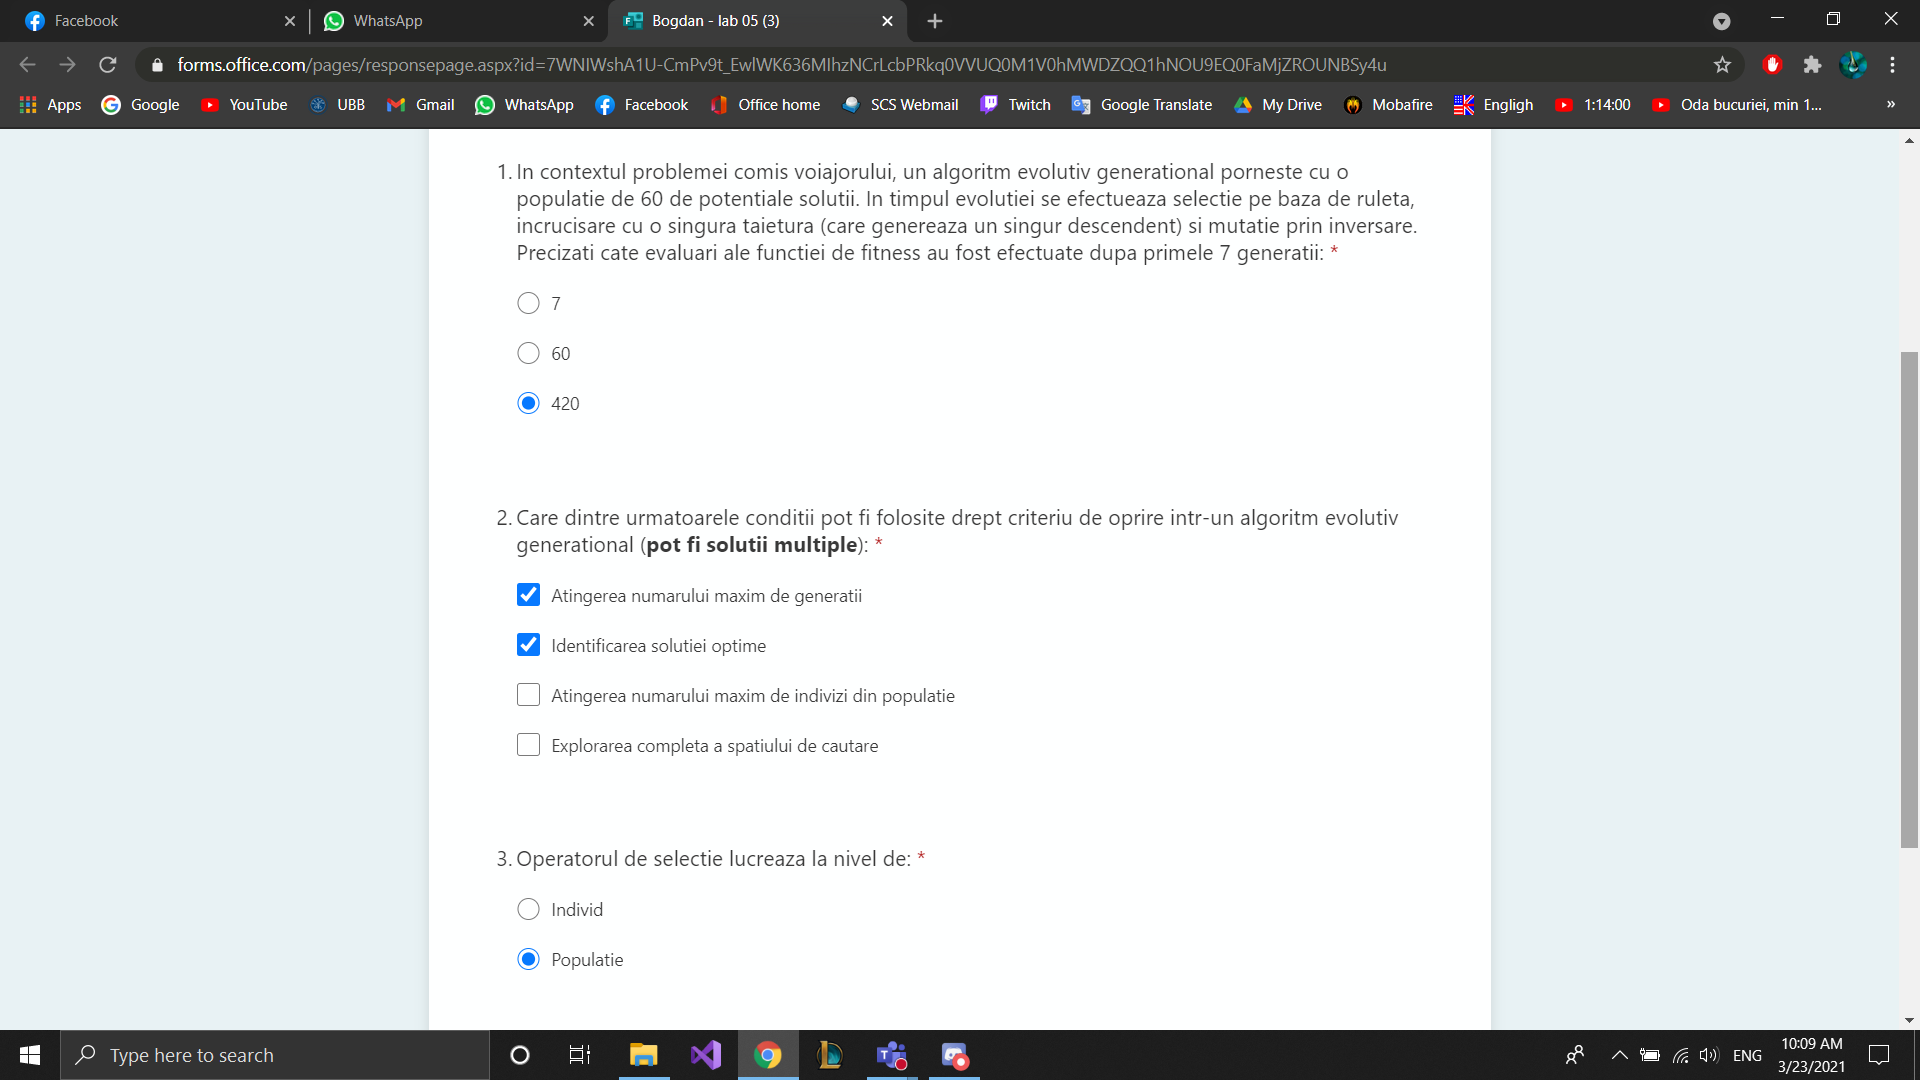 Facebook
WhatsApp
Bogdan - lab 05 (3)
forms.office.com/pages/responsepage.aspx?id=7WNIWshA1U-CmPv9t_EwlWK636MIhzNCrLcbPRkq0VVUQ0M1V0hMWDZQQ1hNOU9EQ0FaMjZROUNBSy4u
Apps Google YouTube UBB Gmail WhatsApp Facebook Office home SCS Webmail Twitch Google Translate My Drive Mobafire Engligh 1:14:00 Oda bucuriei, min 1... »
1. In contextul problemei comis voiajorului, un algoritm evolutiv generational porneste cu o
populatie de 60 de potentiale solutii. In timpul evolutiei se efectueaza selectie pe baza de ruleta,
incrucisare cu o singura taietura (care genereaza un singur descendent) si mutatie prin inversare.
Precizati cate evaluari ale functiei de fitness au fost efectuate dupa primele 7 generatii: *
7
60
420
2. Care dintre urmatoarele conditii pot fi folosite drept criteriu de oprire intr-un algoritm evolutiv
generational (pot fi solutii multiple): *
Atingerea numarului maxim de generatii
Identificarea solutiei optime
Atingerea numarului maxim de indivizi din populatie
Explorarea completa a spatiului de cautare
3. Operatorul de selectie lucreaza la nivel de: *
Individ
Populatie
Type here to search
ENG
10:09 AM
3/23/2021